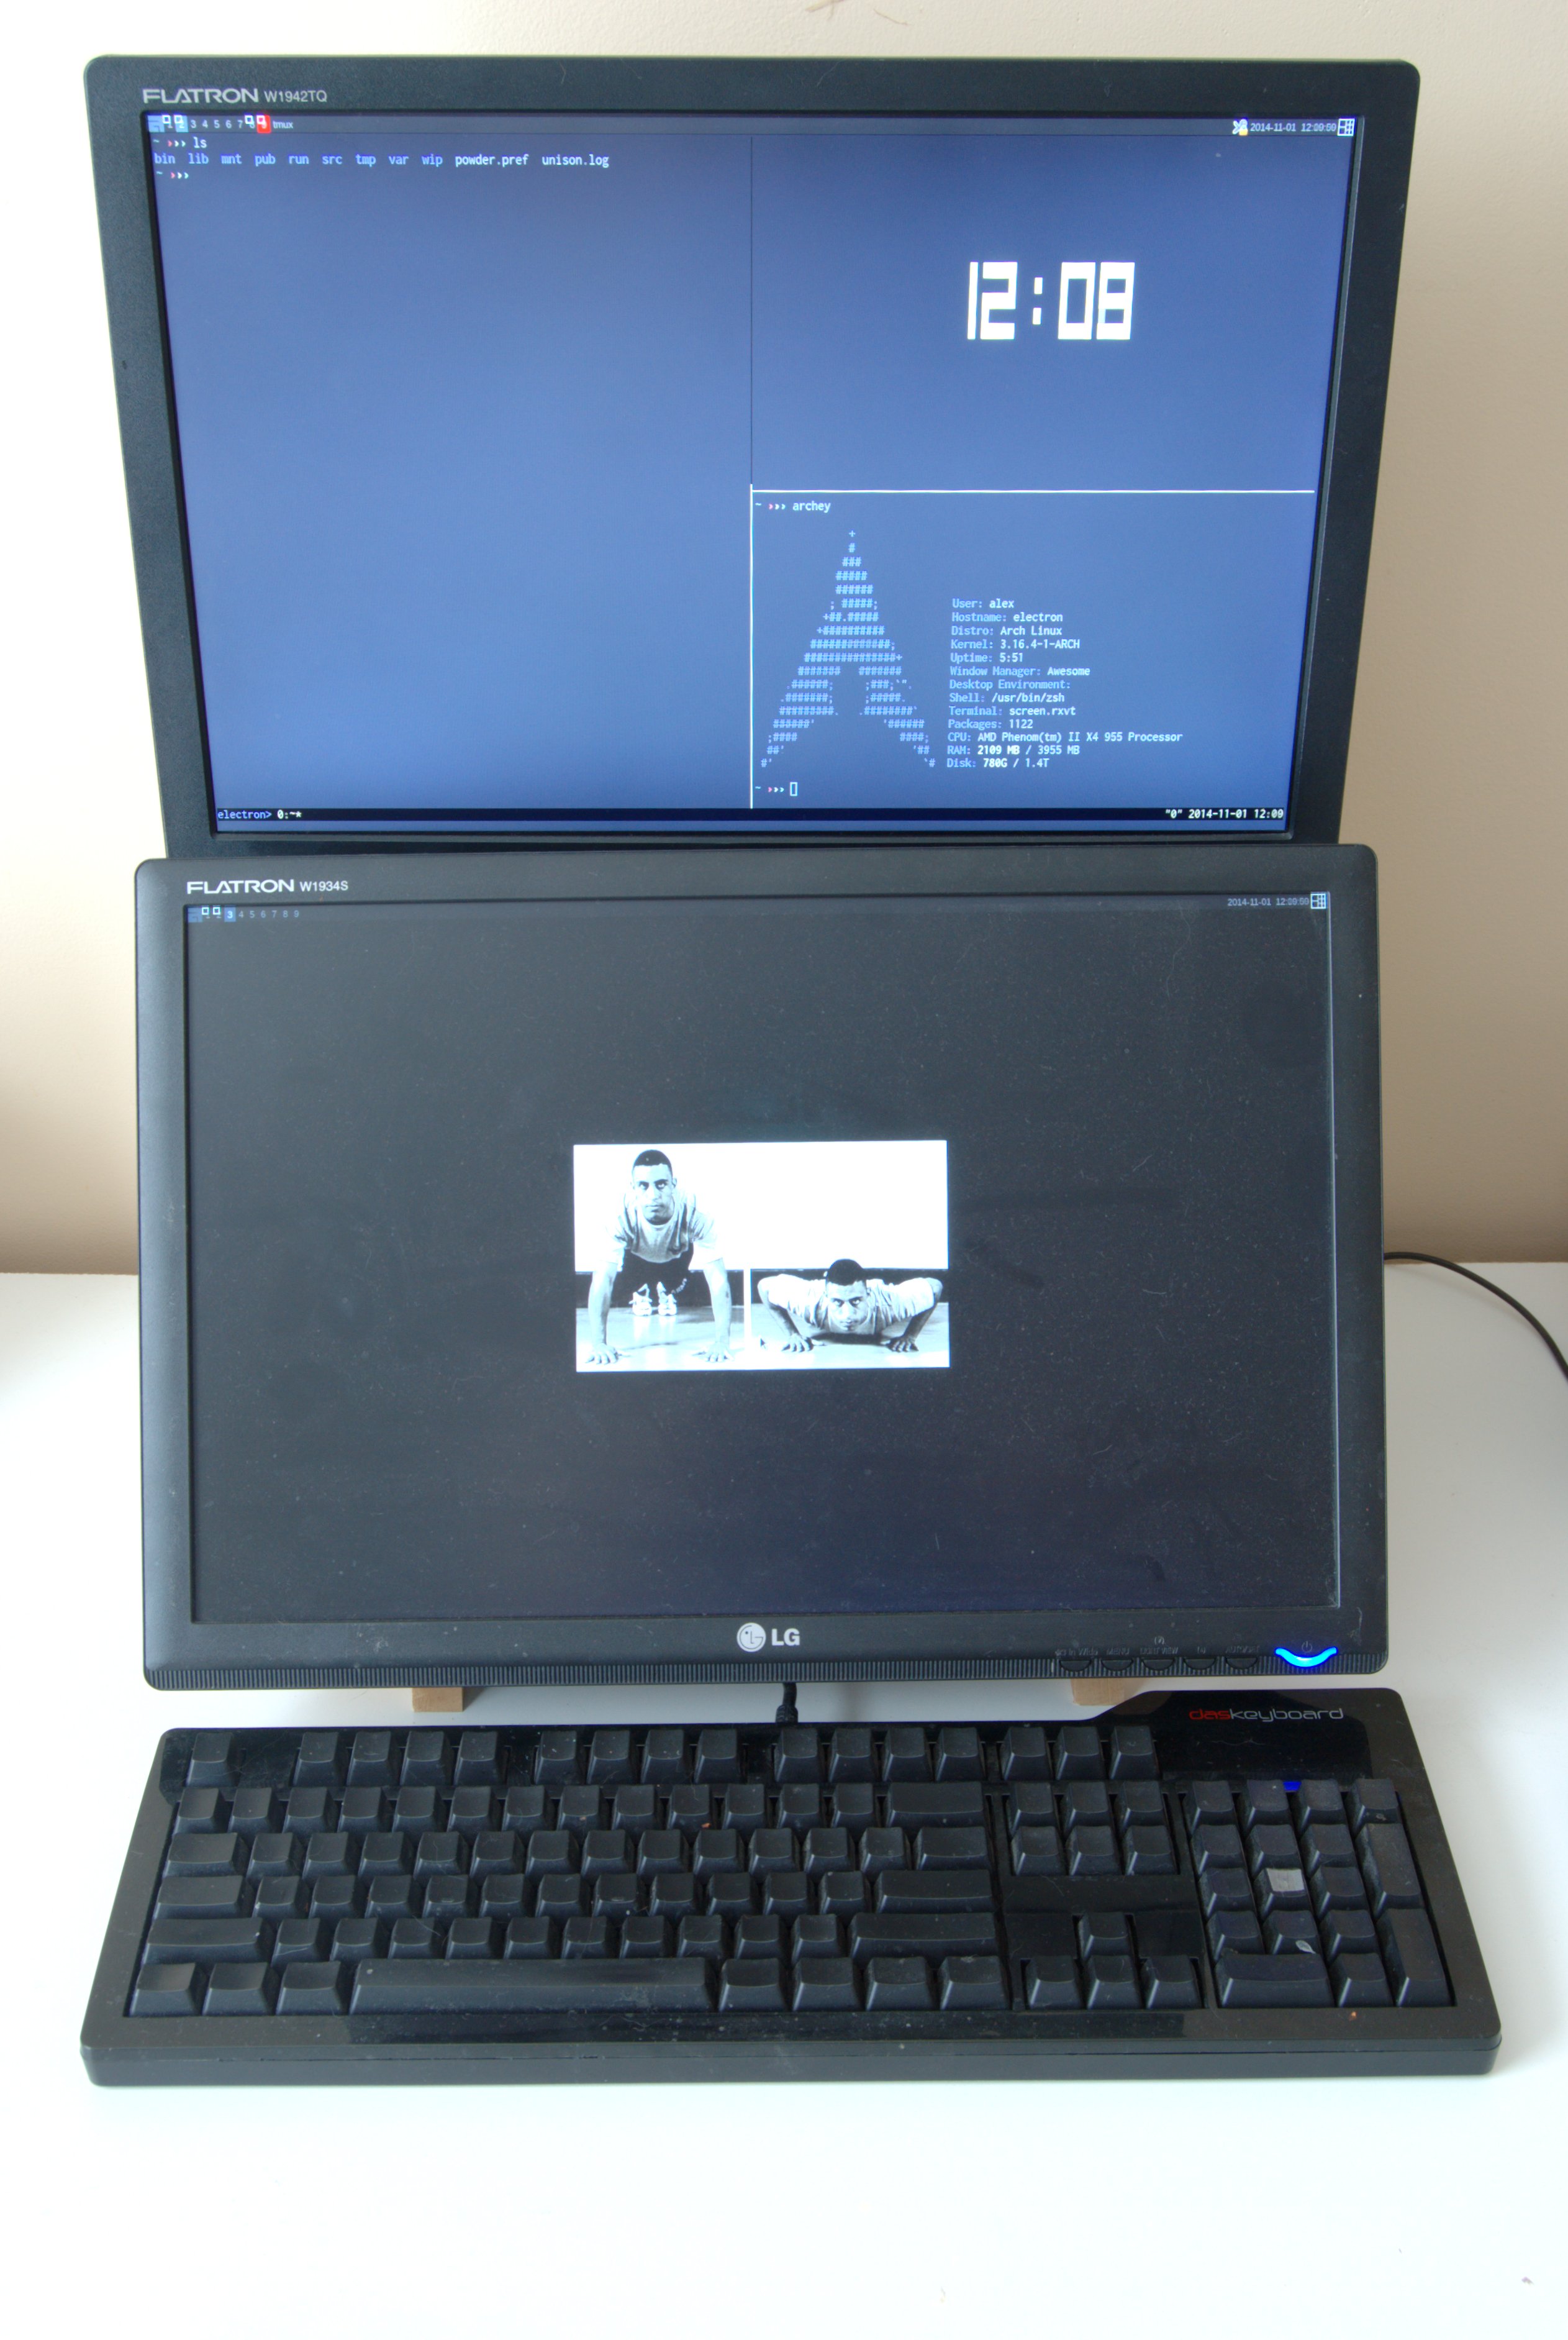 FLATRON W1942TQ
1 2 3 4 5 6 7 8 9 tmux
2014-11-01 12:09:00
~ >>> ls
bin lib mnt pub run src tmp var wip powder.pref unison.log
~ >>>
12:08
~ >>> archey
User: alex
Hostname: electron
Distro: Arch Linux
Kernel: 3.16.4-1-ARCH
Uptime: 5:51
Window Manager: Awesome
Desktop Environment:
Shell: /usr/bin/zsh
Terminal: screen.rxvt
Packages: 1122
CPU: AMD Phenom(tm) II X4 955 Processor
RAM: 2109 MB / 3955 MB
Disk: 780G / 1.4T
~ >>>
electron> 0:~*
"0" 2014-11-01 12:09
FLATRON W1934S
3 4 5 6 7 8 9
2014-11-01
LG
daskeyboard